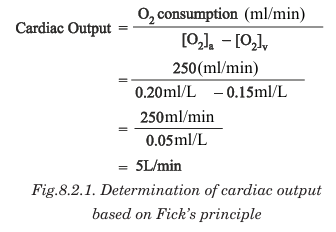 Cardiac Output = O₂ consumption (ml/min) / [O₂]ₐ – [O₂]ᵥ
= 250(ml/min) / 0.20ml/L – 0.15ml/L
= 250ml/min / 0.05ml/L
= 5L/min
Fig.8.2.1. Determination of cardiac output
based on Fick's principle